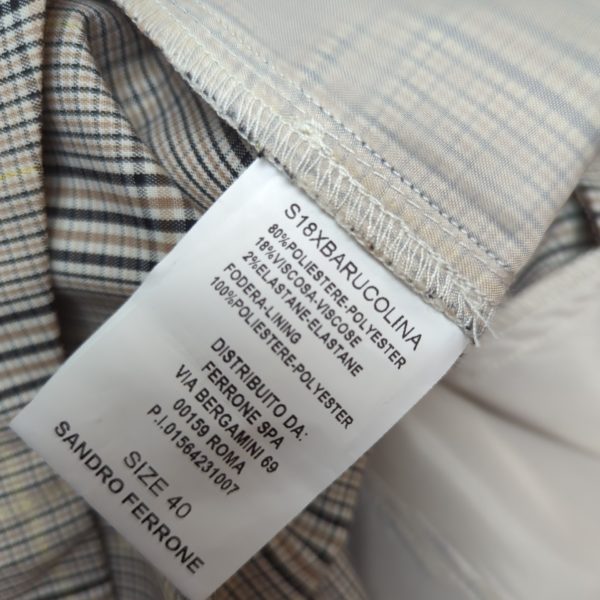 S18XBARUCOLINA
80%POLIESTERE-POLYESTER
18%VISCOSA-VISCOSE
2%ELASTANE-ELASTANE
FODERA-LINING
100%POLIESTERE-POLYESTER
DISTRIBUITO DA:
FERRONE SPA
VIA BERGAMINI 69
00159 ROMA
P.I.01564231007
SIZE 40
SANDRO FERRONE